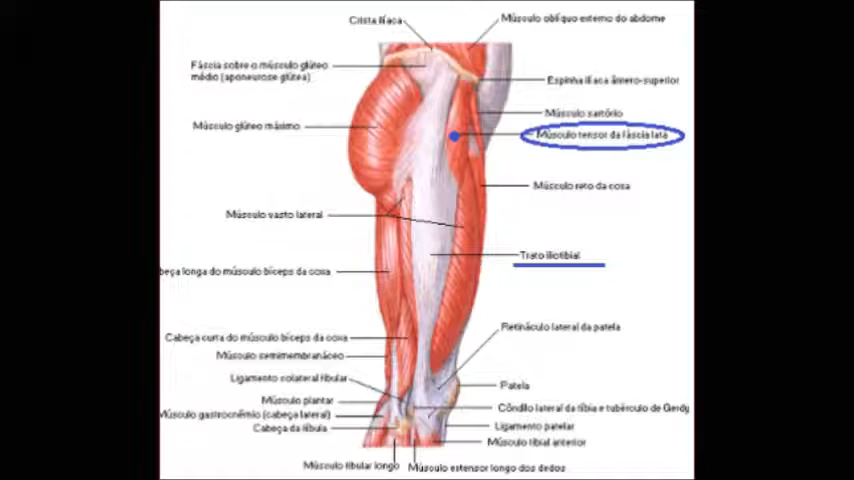 Crista ilíaca
Músculo oblíquo externo do abdome
Fáscia sobre o músculo glúteo
médio (aponeurose glútea)
Espinha ilíaca ântero-superior
Músculo sartório
Músculo glúteo máximo
Músculo tensor da fáscia lata
Músculo reto da coxa
Músculo vasto lateral
Trato iliotibial
beça longa do músculo bíceps da coxa
Retináculo lateral da patela
Cabeça curta do músculo bíceps da coxa
Músculo semimembranáceo
Ligamento colateral fibular
Patela
Músculo plantar
Côndilo lateral da tíbia e tubérculo de Gerdy
Músculo gastrocnêmio (cabeça lateral)
Cabeça da fíbula
Ligamento patelar
Músculo tibial anterior
Músculo fibular longo
Músculo extensor longo dos dedos